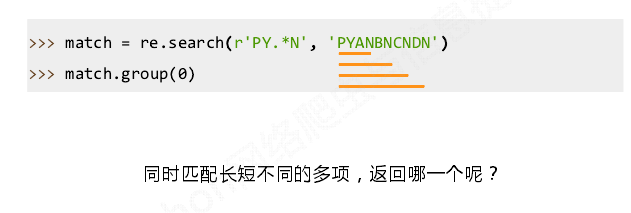 >>> match = re.search(r'PY.*N', 'PYANBNCNDN')
>>> match.group(0)
同时匹配长短不同的多项，返回哪一个呢？